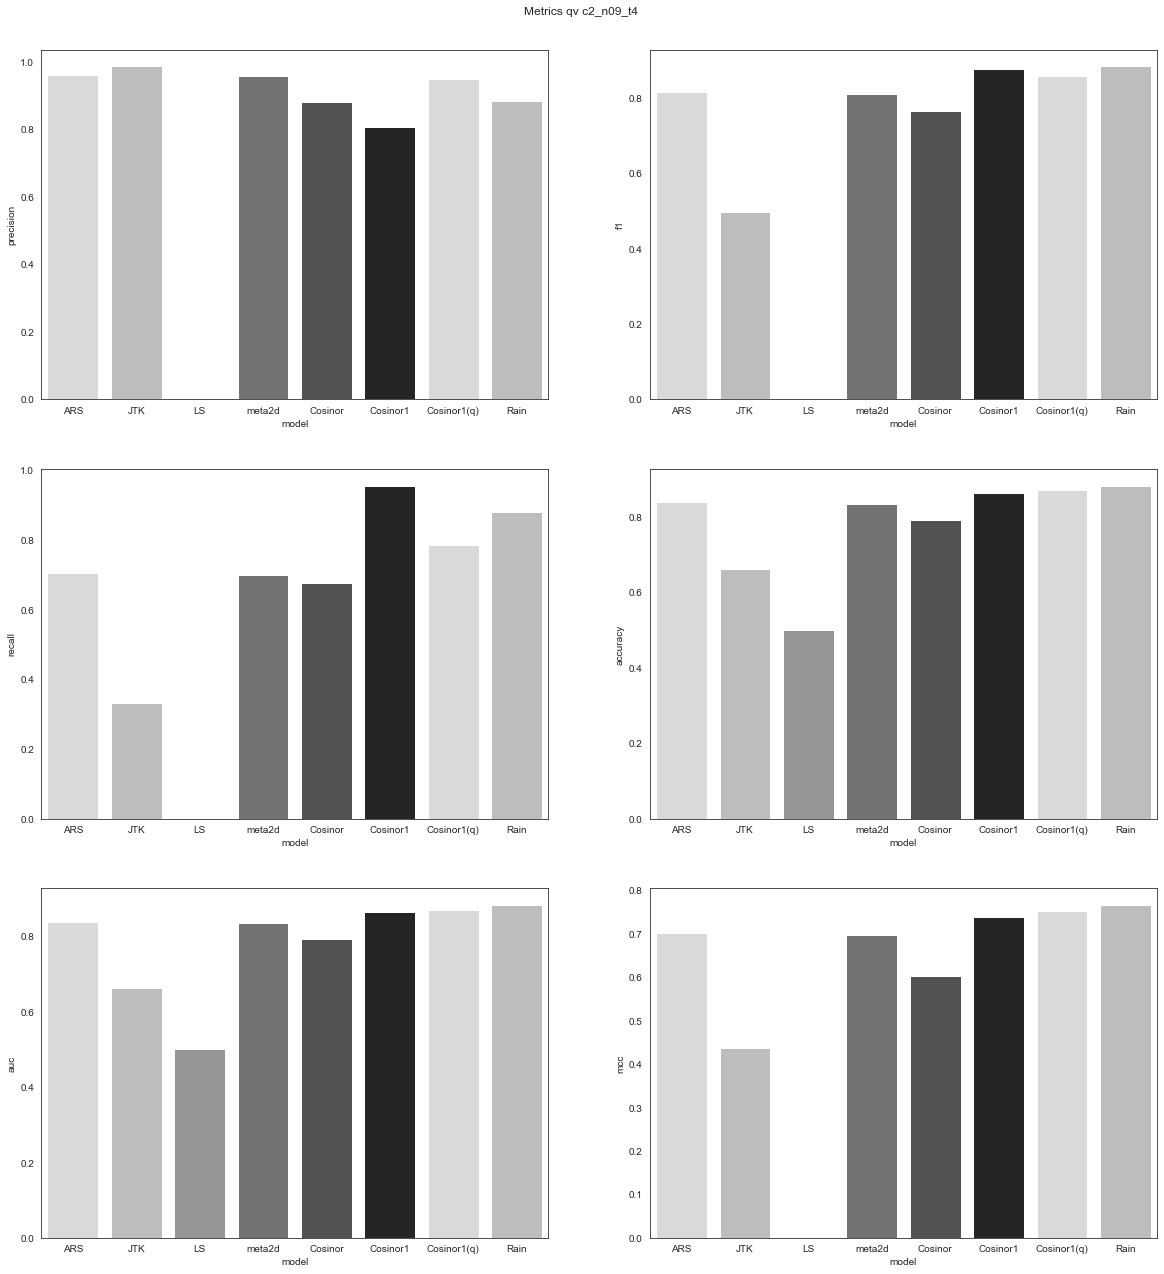 Metrics qv c2_n09_t4
1.0
0.8
0.6
0.4
0.2
0.0
precision
ARS JTK LS meta2d Cosinor Cosinor1 Cosinor1(q) Rain
model
0.8
0.6
0.4
0.2
0.0
f1
ARS JTK LS meta2d Cosinor Cosinor1 Cosinor1(q) Rain
model
1.0
0.8
0.6
0.4
0.2
0.0
recall
ARS JTK LS meta2d Cosinor Cosinor1 Cosinor1(q) Rain
model
0.8
0.6
0.4
0.2
0.0
accuracy
ARS JTK LS meta2d Cosinor Cosinor1 Cosinor1(q) Rain
model
0.8
0.6
0.4
0.2
0.0
auc
ARS JTK LS meta2d Cosinor Cosinor1 Cosinor1(q) Rain
model
0.8
0.7
0.6
0.5
0.4
0.3
0.2
0.1
0.0
mcc
ARS JTK LS meta2d Cosinor Cosinor1 Cosinor1(q) Rain
model